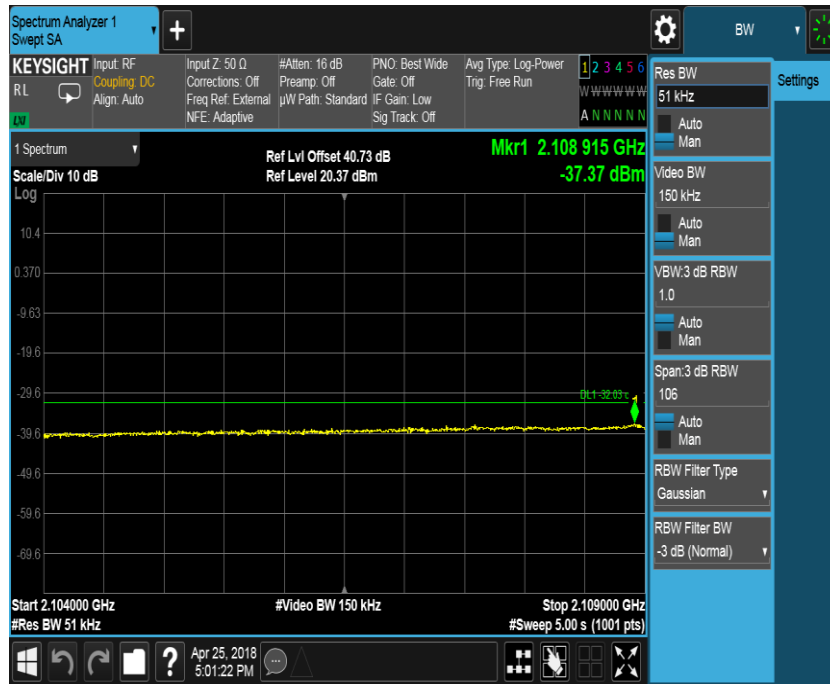 Spectrum Analyzer 1
Swept SA
+
BW
KEYSIGHT
RL
LXI
Input: RF
Coupling: DC
Align: Auto
Input Z: 50 Ω
Corrections: Off
Freq Ref: External
NFE: Adaptive
#Atten: 16 dB
Preamp: Off
µW Path: Standard
PNO: Best Wide
Gate: Off
IF Gain: Low
Sig Track: Off
Avg Type: Log-Power
Trig: Free Run
1 2 3 4 5 6
W W W W W W
A N N N N N
1 Spectrum
Scale/Div 10 dB
Log
Ref Lvl Offset 40.73 dB
Ref Level 20.37 dBm
Mkr1 2.108 915 GHz
-37.37 dBm
10.4
0.370
-9.63
-19.6
-29.6
-39.6
-49.6
-59.6
-69.6
1
Start 2.104000 GHz
#Res BW 51 kHz
#Video BW 150 kHz
Stop 2.109000 GHz
#Sweep 5.00 s (1001 pts)
Res BW
51 kHz
Auto
Man
Video BW
150 kHz
Auto
Man
VBW:3 dB RBW
1.0
Auto
Man
Span:3 dB RBW
106
Auto
Man
RBW Filter Type
Gaussian
RBW Filter BW
-3 dB (Normal)
Settings
?
Apr 25, 2018
5:01:22 PM